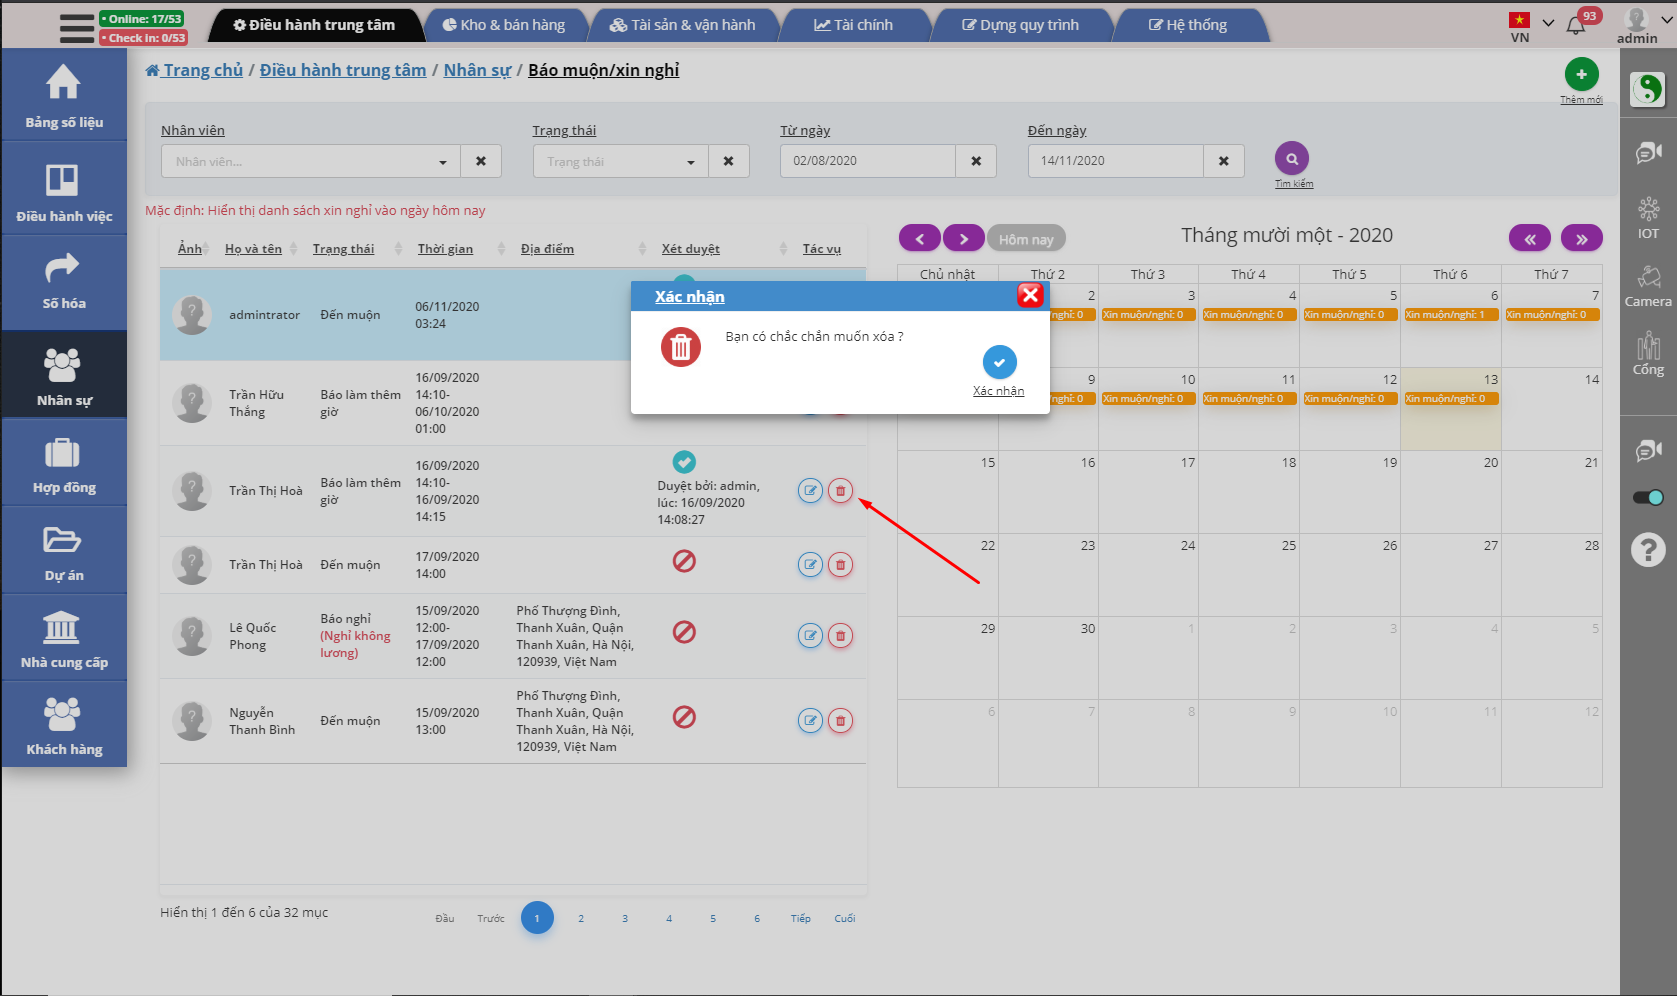 • Online: 17/53
• Check in: 0/53
Điều hành trung tâm
Kho & bán hàng
Tài sản & vận hành
Tài chính
Dựng quy trình
Hệ thống
VN
93
admin
Trang chủ / Điều hành trung tâm / Nhân sự / Báo muộn/xin nghỉ
Thêm mới
Bảng số liệu
Điều hành việc
Số hóa
Nhân sự
Hợp đồng
Dự án
Nhà cung cấp
Khách hàng
Nhân viên
Nhân viên...
Trạng thái
Trạng thái
Từ ngày
02/08/2020
Đến ngày
14/11/2020
Tìm kiếm
Mặc định: Hiển thị danh sách xin nghỉ vào ngày hôm nay
Ảnh Họ và tên Trạng thái Thời gian Địa điểm Xét duyệt Tác vụ
admintrator
Đến muộn
06/11/2020
03:24
Trần Hữu
Thắng
Báo làm thêm
giờ
16/09/2020
14:10-
06/10/2020
01:00
Trần Thị Hoà
Báo làm thêm
giờ
16/09/2020
14:10-
16/09/2020
14:15
Duyệt bởi: admin,
lúc: 16/09/2020
14:08:27
Trần Thị Hoà
Đến muộn
17/09/2020
14:00
Lê Quốc
Phong
Báo nghỉ
(Nghỉ không
lương)
15/09/2020
12:00-
17/09/2020
12:00
Phố Thượng Đình,
Thanh Xuân, Quận
Thanh Xuân, Hà Nội,
120939, Việt Nam
Nguyễn
Thanh Bình
Đến muộn
15/09/2020
13:00
Phố Thượng Đình,
Thanh Xuân, Quận
Thanh Xuân, Hà Nội,
120939, Việt Nam
Hiển thị 1 đến 6 của 32 mục
Đầu Trước 1 2 3 4 5 6 Tiếp Cuối
Xác nhận
Bạn có chắc chắn muốn xóa ?
Xác nhận
Hôm nay
Tháng mười một - 2020
Chủ nhật Thứ 2 Thứ 3 Thứ 4 Thứ 5 Thứ 6 Thứ 7
2 3 4 5 6 7
nghỉ: 0 Xin muộn/nghỉ: 0 Xin muộn/nghỉ: 0 Xin muộn/nghỉ: 0 Xin muộn/nghỉ: 1 Xin muộn/nghỉ: 0
9 10 11 12 13 14
nghỉ: 0 Xin muộn/nghỉ: 0 Xin muộn/nghỉ: 0 Xin muộn/nghỉ: 0 Xin muộn/nghỉ: 0
15 16 17 18 19 20 21
22 23 24 25 26 27 28
29 30 1 2 3 4 5
6 7 8 9 10 11 12
IOT
Camera
Cổng